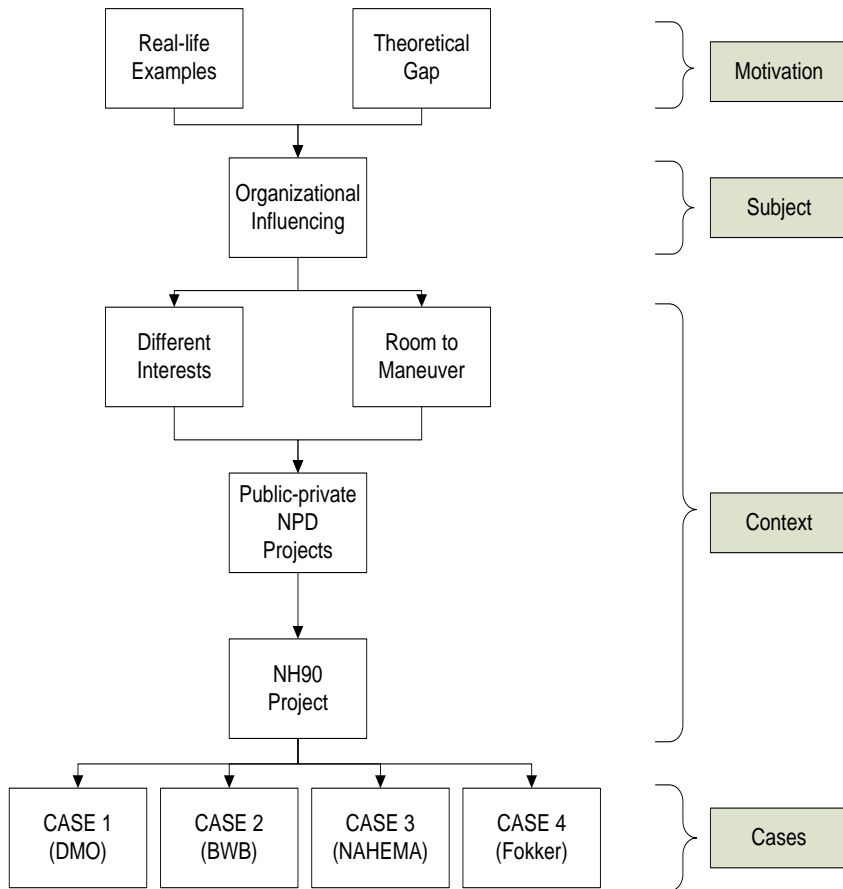 Real-life
Examples
Theoretical
Gap
Motivation
Organizational
Influencing
Subject
Different
Interests
Room to
Maneuver
Public-private
NPD
Projects
Context
NH90
Project
CASE 1
(DMO)
CASE 2
(BWB)
CASE 3
(NAHEMA)
CASE 4
(Fokker)
Cases